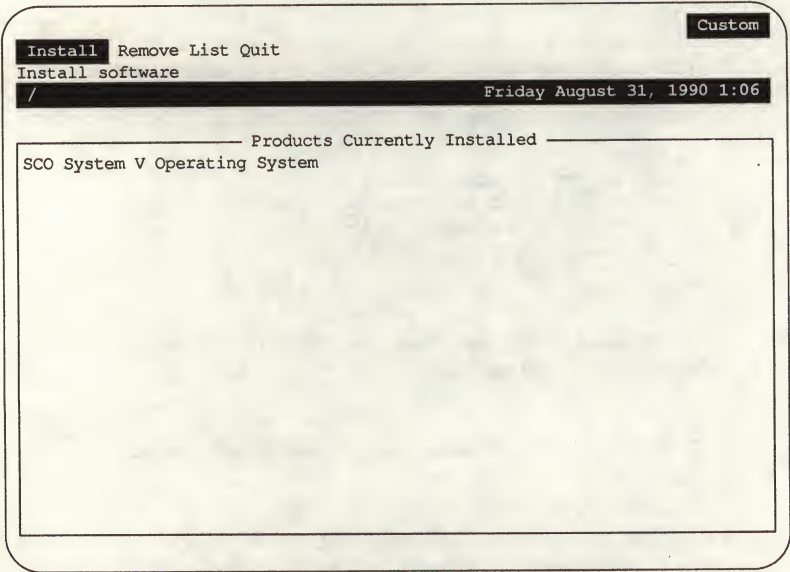 Custom
Install Remove List Quit
Install software
/ Friday August 31, 1990 1:06
Products Currently Installed
SCO System V Operating System